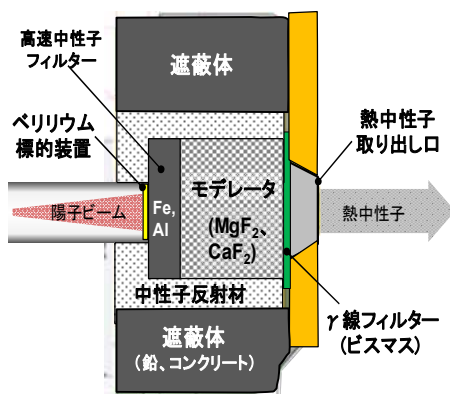 高速中性子
フィルター
遮蔽体
ベリリウム
標的装置
熱中性子
取り出し口
陽子ビーム
Fe,
Al
モデレータ
(MgF₂、
CaF₂)
熱中性子
中性子反射材
遮蔽体
(鉛、コンクリート)
γ線フィルター
(ビスマス)